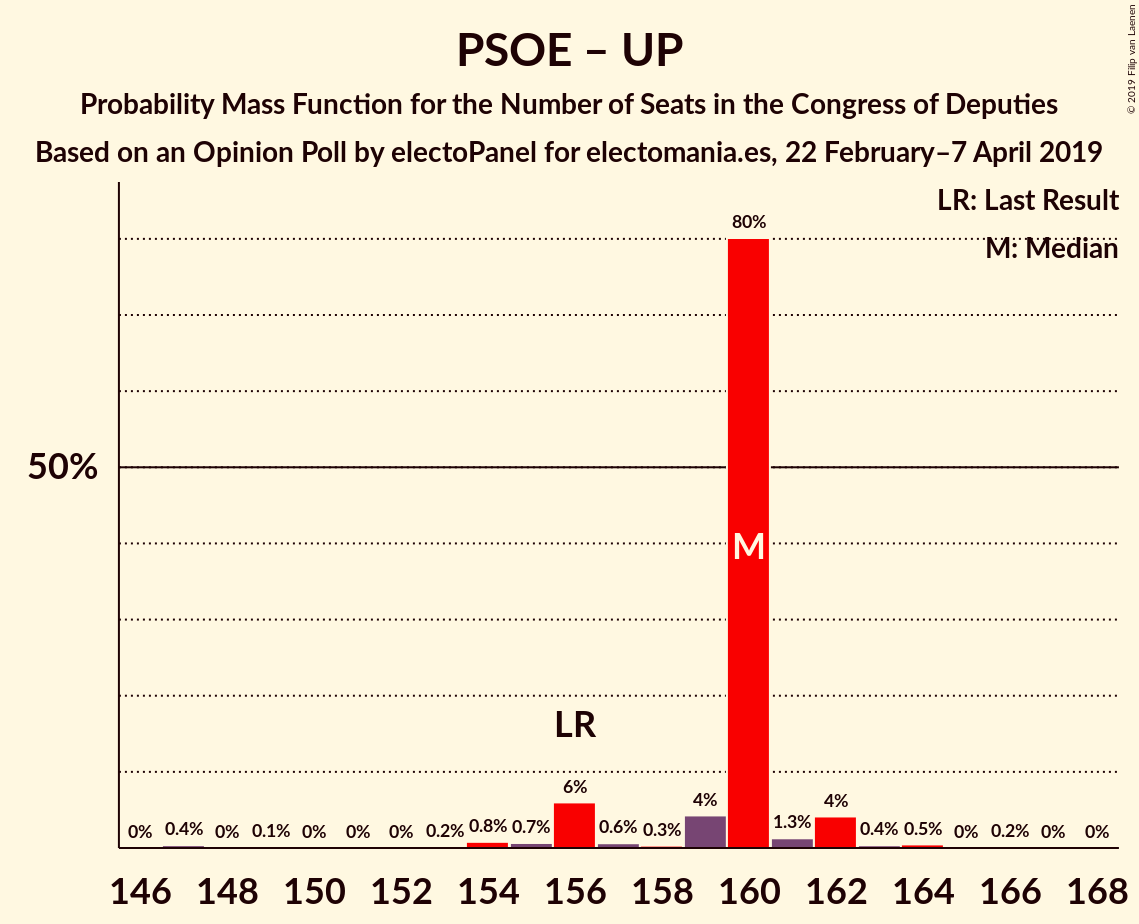 PSOE – UP
Probability Mass Function for the Number of Seats in the Congress of Deputies
Based on an Opinion Poll by electoPanel for electomania.es, 22 February–7 April 2019
© 2019 Filip van Laenen
LR: Last Result
M: Median
80%
50%
M
LR
0% 0.4% 0% 0.1% 0% 0% 0% 0.2% 0.8% 0.7% 6% 0.6% 0.3% 4% 1.3% 4% 0.4% 0.5% 0% 0.2% 0% 0%
146 148 150 152 154 156 158 160 162 164 166 168